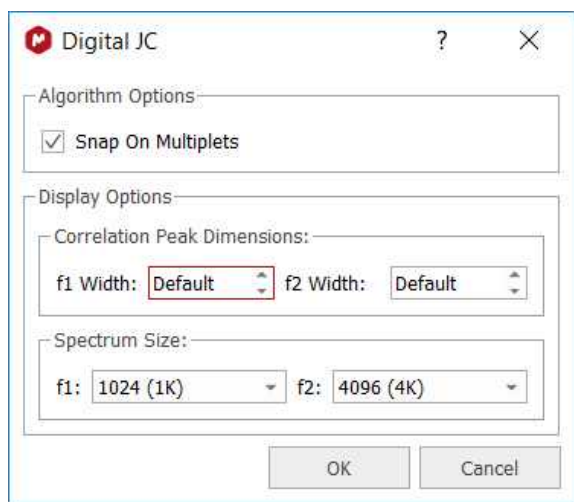 Digital JC ?
Algorithm Options
Snap On Multiplets
Display Options
Correlation Peak Dimensions:
f1 Width: Default f2 Width: Default
Spectrum Size:
f1: 1024 (1K) f2: 4096 (4K)
OK Cancel